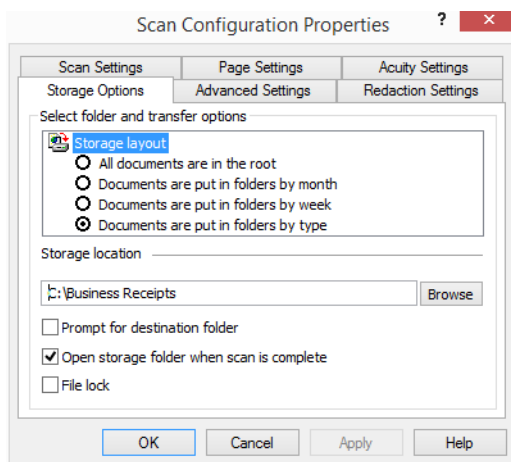 Scan Configuration Properties ? ×
Scan Settings Page Settings Acuity Settings
Storage Options Advanced Settings Redaction Settings
Select folder and transfer options
Storage layout
All documents are in the root
Documents are put in folders by month
Documents are put in folders by week
Documents are put in folders by type
Storage location
C:\Business Receipts Browse
Prompt for destination folder
Open storage folder when scan is complete
File lock
OK Cancel Apply Help